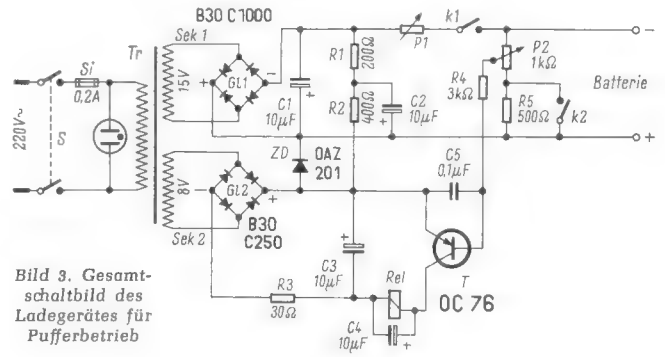 B30 C1000
Sek 1
k1
Tr
15V
GL1
+
−
R1
200Ω
P1
−
P2
1kΩ
Si
0,2A
220V~
S
C1
10µF
+
R2
400Ω
C2
10µF
+
R4
3kΩ
Batterie
R5
500Ω
k2
+
ZD
OAZ
201
8V
GL2
−
+
C5
0,1µF
B30
C250
Sek 2
C3
10µF
+
Rel
T
OC 76
R3
30Ω
C4
10µF
+
Bild 3. Gesamt-
schaltbild des
Ladegerätes für
Pufferbetrieb